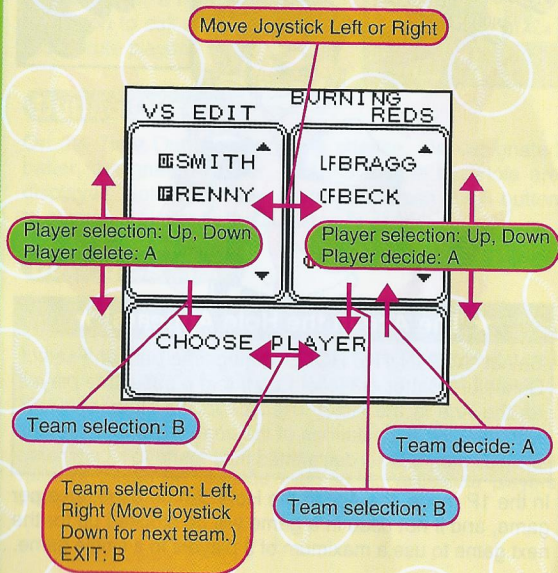 Move Joystick Left or Right
VS EDIT
BURNING
REDS
SMITH
RENNY
LFBRAGG
CFBECK
Player selection: Up, Down
Player delete: A
Player selection: Up, Down
Player decide: A
CHOOSE PLAYER
Team selection: B
Team decide: A
Team selection: Left,
Right (Move joystick
Down for next team.)
EXIT: B
Team selection: B